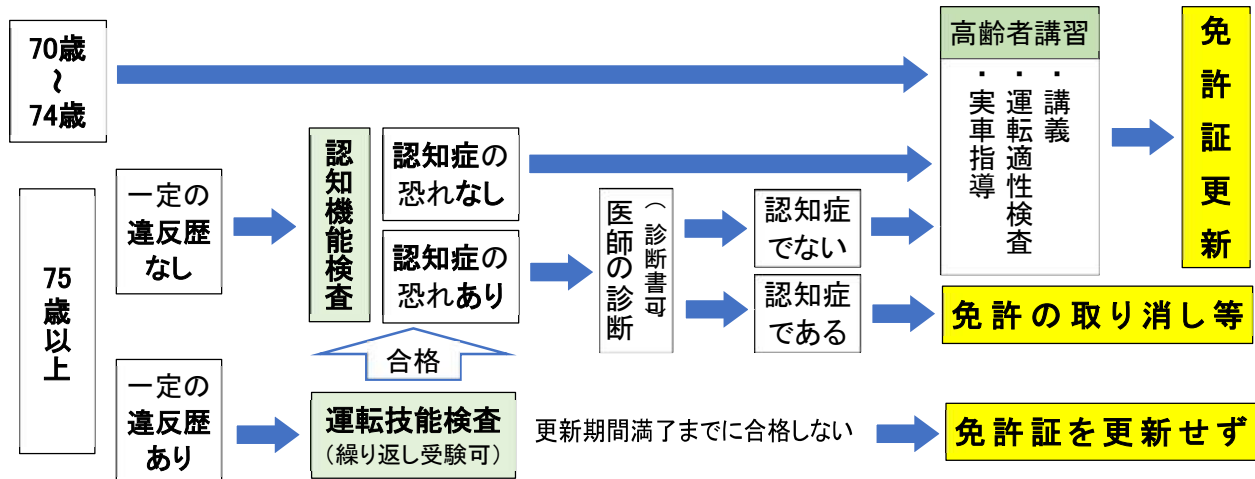 70歳
～
74歳
高齢者講習
・講義
・運転適性検査
・実車指導
免許証更新
75歳以上
一定の
違反歴
なし
認知機能検査
認知症の
恐れなし
認知症の
恐れあり
医師の診断
（診断書可）
認知症
でない
認知症
である
免許の取り消し等
合格
一定の
違反歴
あり
運転技能検査
（繰り返し受験可）
更新期間満了までに合格しない
免許証を更新せず